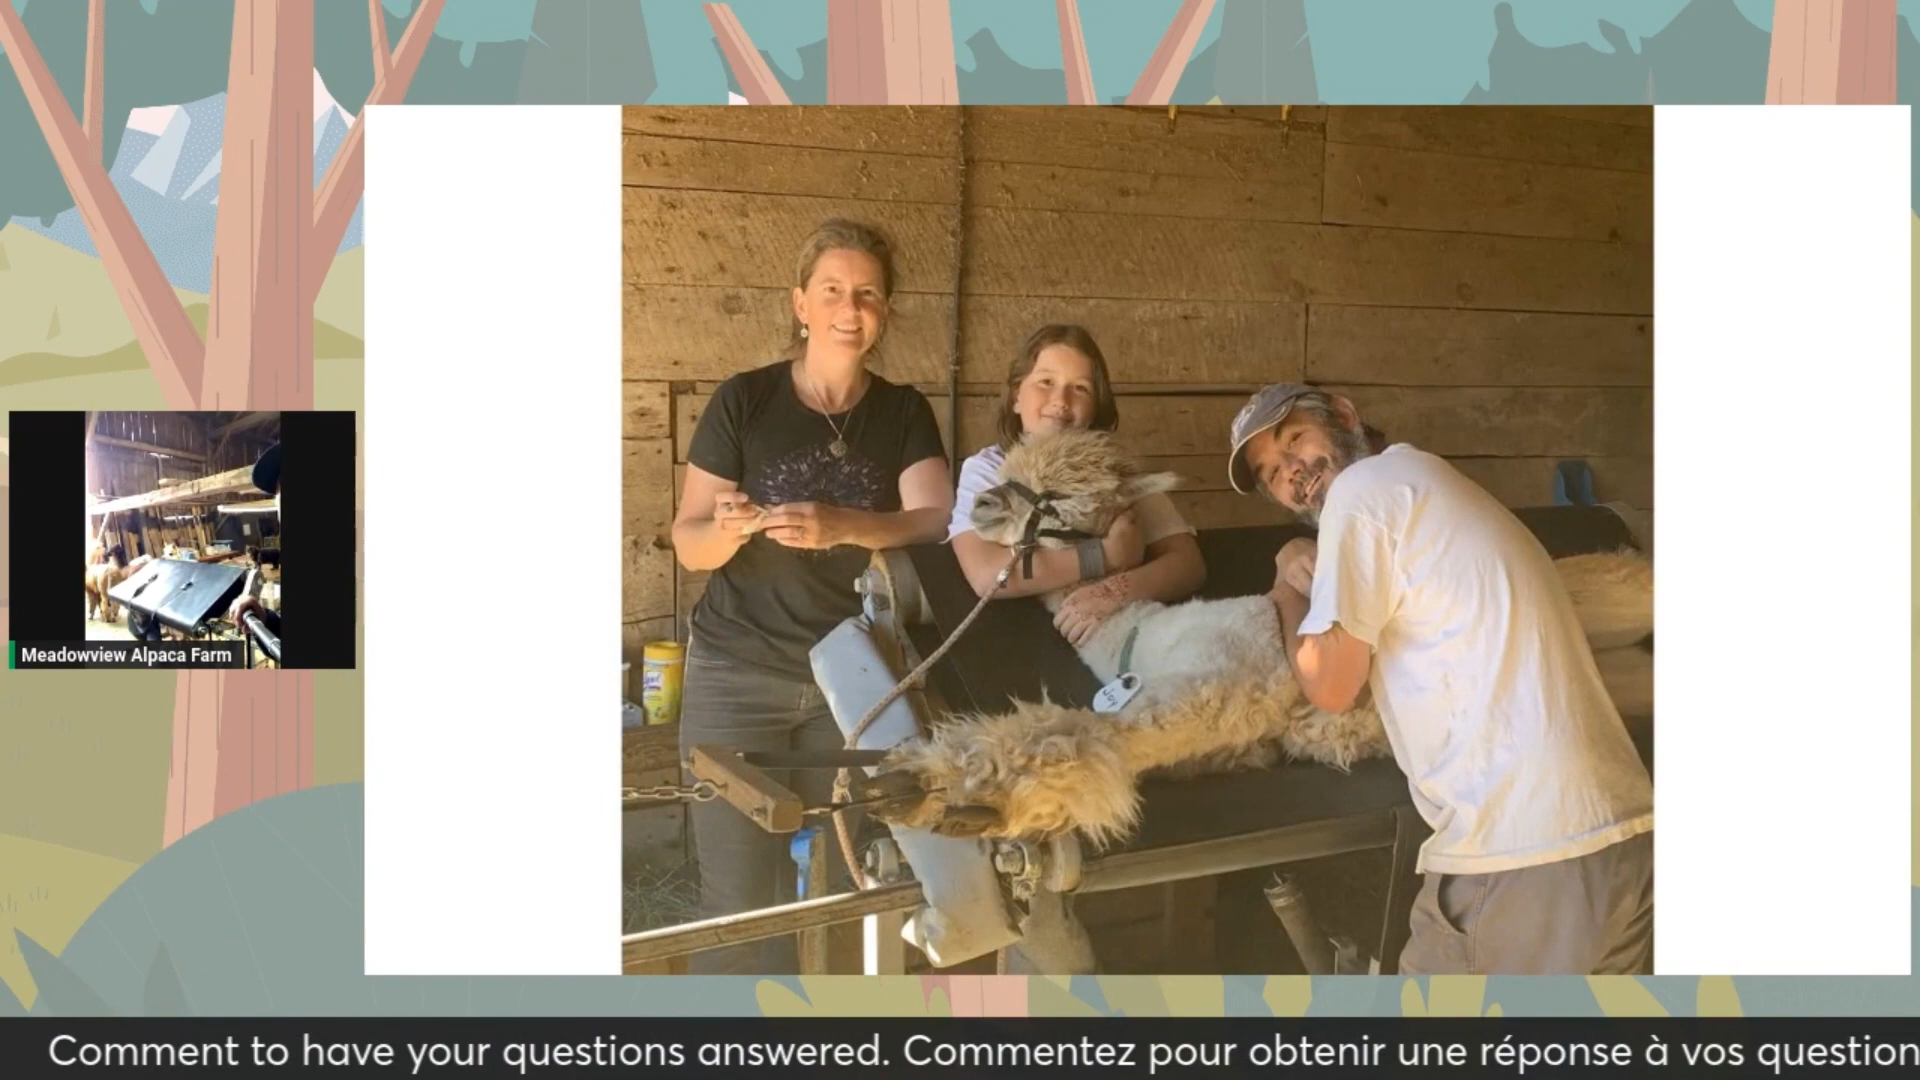 Meadowview Alpaca Farm
Joy
Comment to have your questions answered. Commentez pour obtenir une réponse à vos question